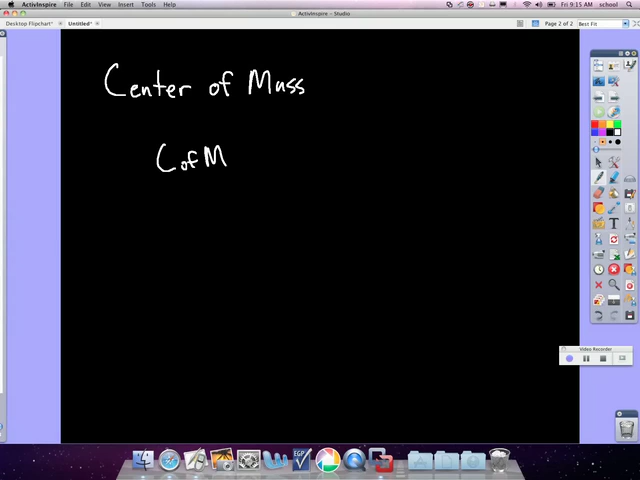 ActivInspire File Edit View Insert Tools Help Fri 9:15 AM school
ActivInspire - Studio
Desktop Flipchart* Untitled* Page 2 of 2 Best Fit
Center of Mass
C of M
T
Video Recorder
EGP
W
A D